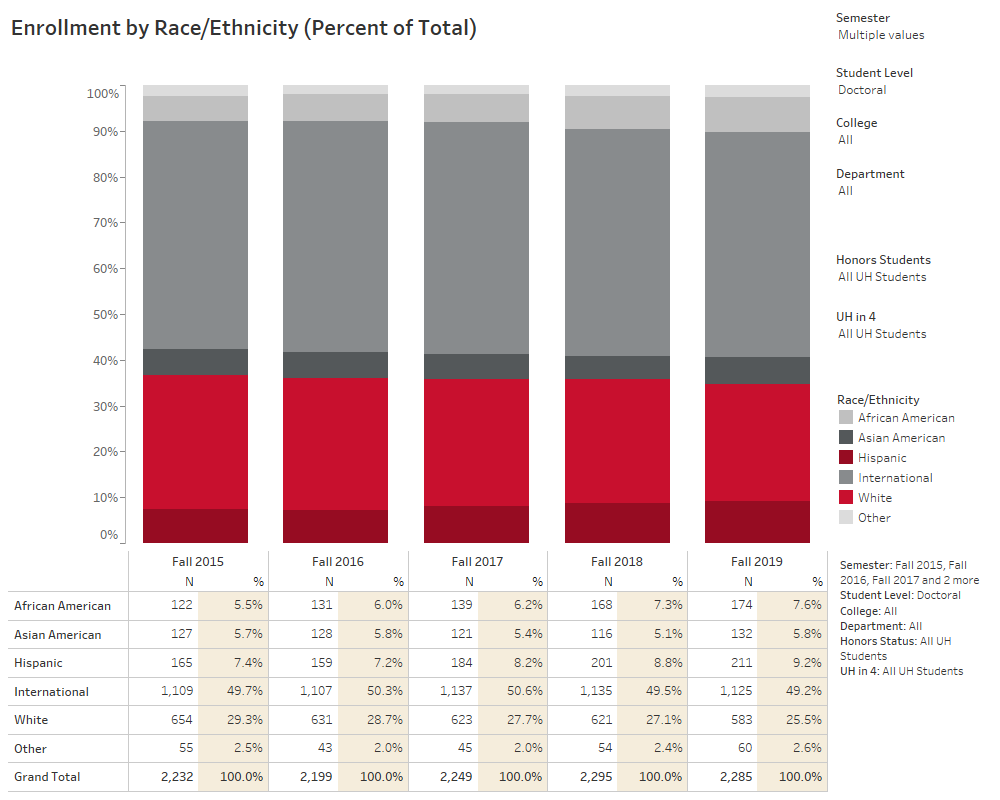 Enrollment by Race/Ethnicity (Percent of Total)
Semester
Multiple values
Student Level
Doctoral
College
All
Department
All
Honors Students
All UH Students
UH in 4
All UH Students
Race/Ethnicity
African American
Asian American
Hispanic
International
White
Other
100%
90%
80%
70%
60%
50%
40%
30%
20%
10%
0%
Fall 2015 Fall 2016 Fall 2017 Fall 2018 Fall 2019
N % N % N % N % N %
African American 122 5.5% 131 6.0% 139 6.2% 168 7.3% 174 7.6%
Asian American 127 5.7% 128 5.8% 121 5.4% 116 5.1% 132 5.8%
Hispanic 165 7.4% 159 7.2% 184 8.2% 201 8.8% 211 9.2%
International 1,109 49.7% 1,107 50.3% 1,137 50.6% 1,135 49.5% 1,125 49.2%
White 654 29.3% 631 28.7% 623 27.7% 621 27.1% 583 25.5%
Other 55 2.5% 43 2.0% 45 2.0% 54 2.4% 60 2.6%
Grand Total 2,232 100.0% 2,199 100.0% 2,249 100.0% 2,295 100.0% 2,285 100.0%
Semester: Fall 2015, Fall
2016, Fall 2017 and 2 more
Student Level: Doctoral
College: All
Department: All
Honors Status: All UH
Students
UH in 4: All UH Students